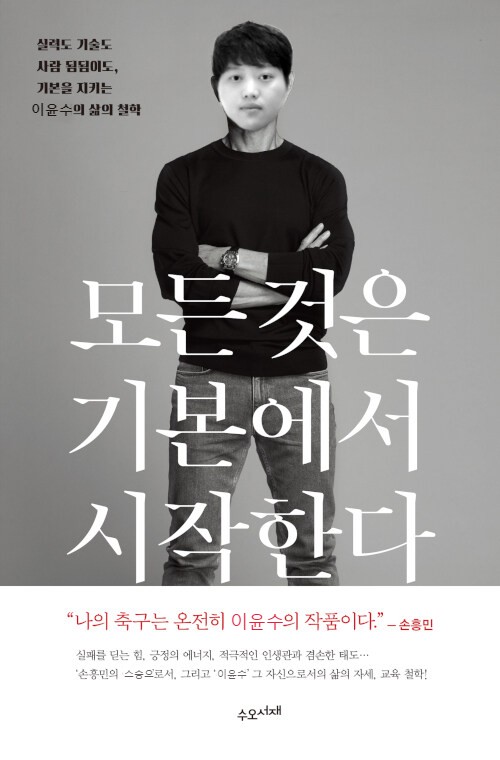 실력도 기술도
사람 됨됨이도,
기본을 지키는
이윤수의 삶의 철학
모든 것은
기본에서
시작한다
“나의 축구는 온전히 이윤수의 작품이다.” – 손흥민
실패를 딛는 힘, 긍정의 에너지, 적극적인 인생관과 겸손한 태도…
‘손흥민의 스승으로서, 그리고 ‘이윤수’ 그 자신으로서의 삶의 자세, 교육 철학!
수오서재